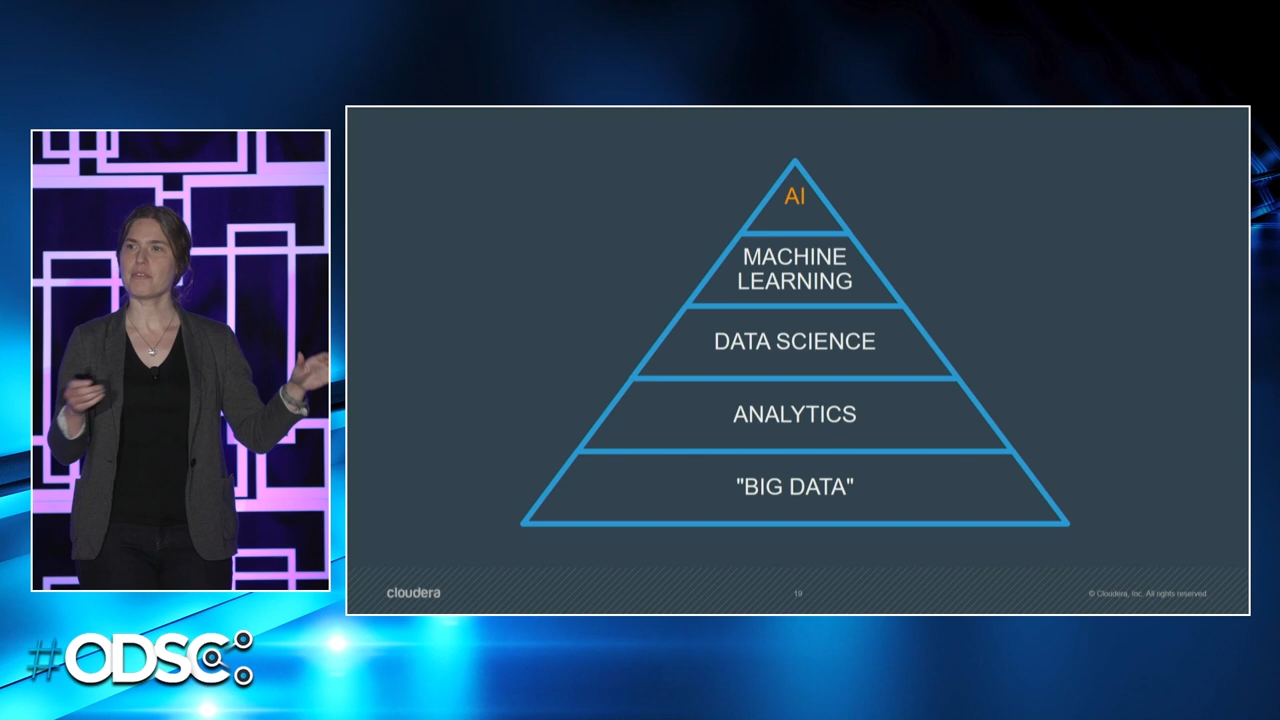 AI
MACHINE
LEARNING
DATA SCIENCE
ANALYTICS
"BIG DATA"
cloudera
19
© Cloudera, Inc. All rights reserved.
#ODSC